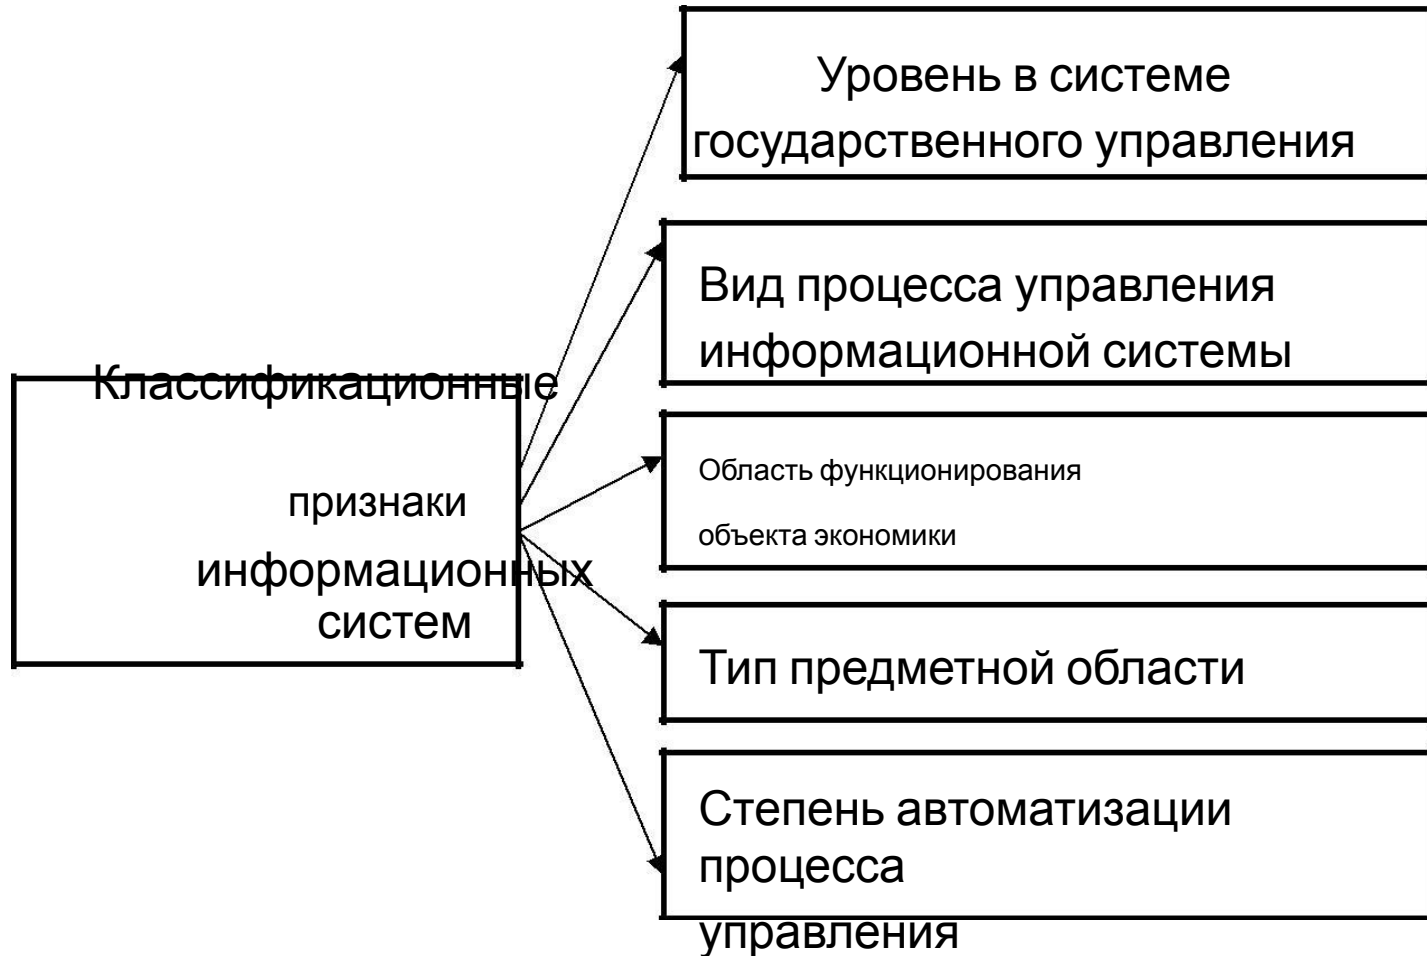 Классификационные
признаки
информационных
систем
Уровень в системе
государственного управления
Вид процесса управления
информационной системы
Область функционирования
объекта экономики
Тип предметной области
Степень автоматизации
процесса
управления